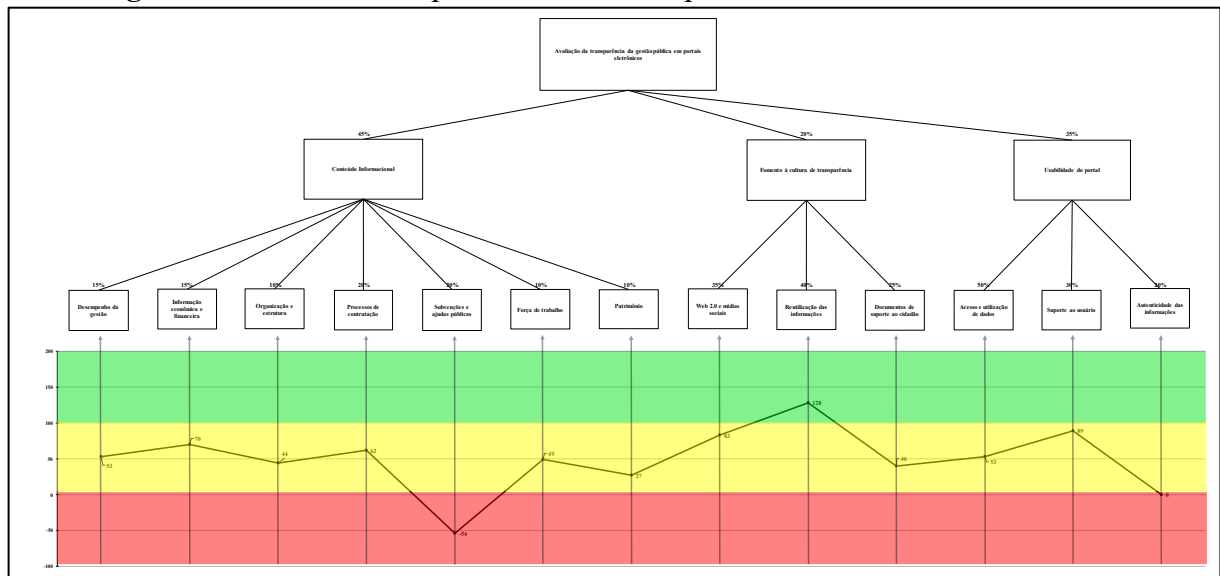 Avaliação da transparência da gestão pública em portais
eletrônicos
45%
20%
35%
Conteúdo Informacional
Fomento à cultura de transparência
Usabilidade do portal
15%
15%
10%
20%
20%
10%
10%
35%
40%
25%
50%
30%
20%
Desempenho da
gestão
Informação
econômica e
financeira
Organização e
estrutura
Processos de
contratação
Subvenções e
ajudas públicas
Força de trabalho
Patrimônio
Web 2.0 e mídias
sociais
Reutilização das
informações
Documentos de
suporte ao cidadão
Acesso e utilização
de dados
Suporte ao usuário
Autenticidade das
informações
200
150
100
50
0
-50
-100
53
70
44
62
-54
49
27
83
128
40
53
89
0